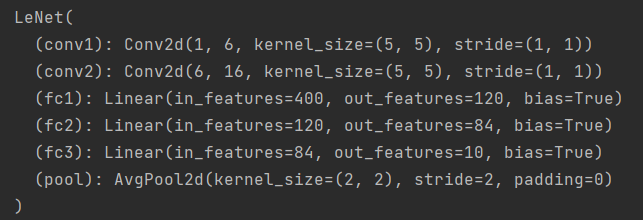 LeNet(
  (conv1): Conv2d(1, 6, kernel_size=(5, 5), stride=(1, 1))
  (conv2): Conv2d(6, 16, kernel_size=(5, 5), stride=(1, 1))
  (fc1): Linear(in_features=400, out_features=120, bias=True)
  (fc2): Linear(in_features=120, out_features=84, bias=True)
  (fc3): Linear(in_features=84, out_features=10, bias=True)
  (pool): AvgPool2d(kernel_size=(2, 2), stride=2, padding=0)
)